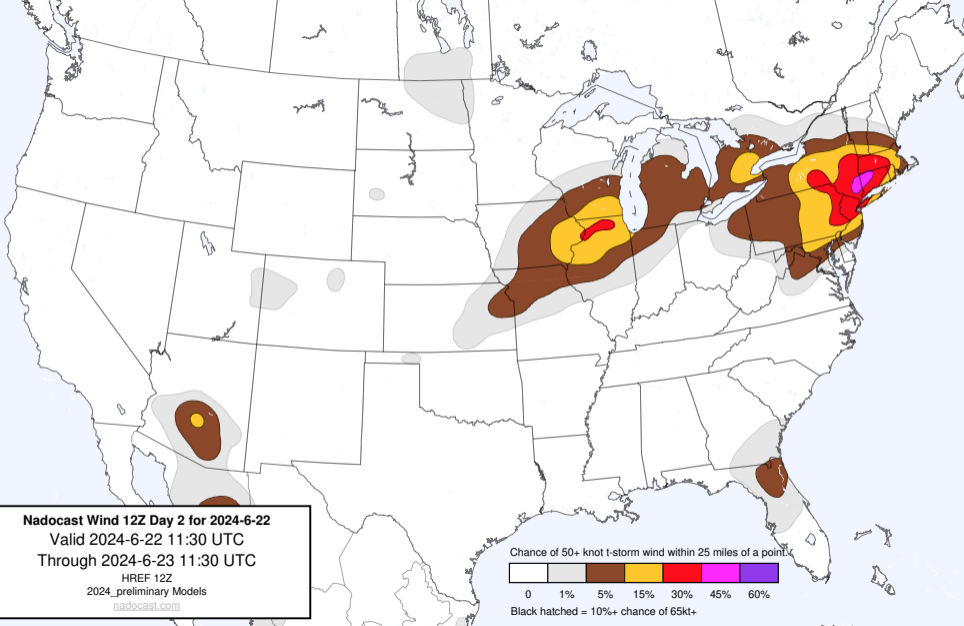 Nadocast Wind 12Z Day 2 for 2024-6-22
Valid 2024-6-22 11:30 UTC
Through 2024-6-23 11:30 UTC
HREF 12Z
2024_preliminary Models
nadocast.com
Chance of 50+ knot t-storm wind within 25 miles of a point.
0 1% 5% 15% 30% 45% 60%
Black hatched = 10%+ chance of 65kt+